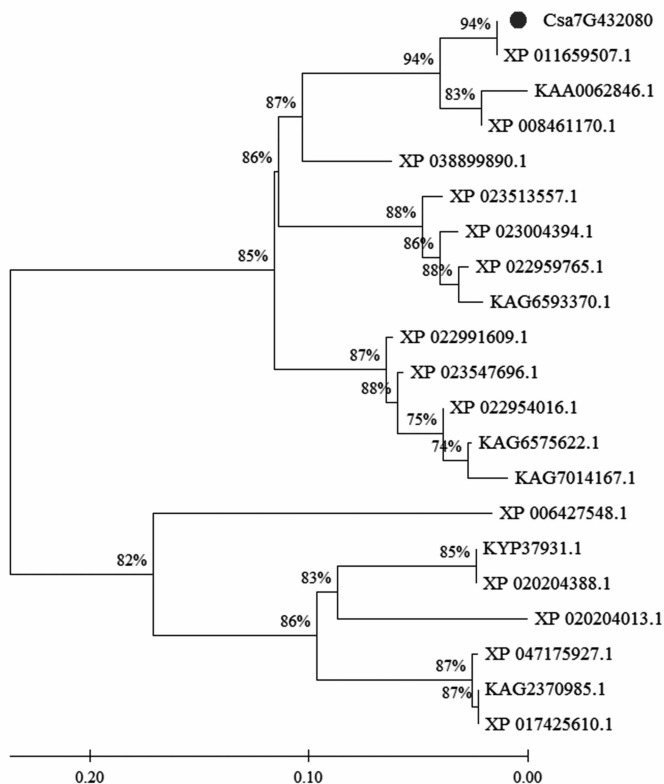 94% Csa7G432080
94% XP 011659507.1
83% KAA0062846.1
87% XP 008461170.1
86% XP 038899890.1
88% XP 023513557.1
86% XP 023004394.1
88% XP 022959765.1
85% KAG6593370.1
87% XP 022991609.1
88% XP 023547696.1
75% XP 022954016.1
74% KAG6575622.1
KAG7014167.1
XP 006427548.1
82% 85% KYP37931.1
83% XP 020204388.1
86% XP 020204013.1
87% XP 047175927.1
87% KAG2370985.1
XP 017425610.1
0.20 0.10 0.00